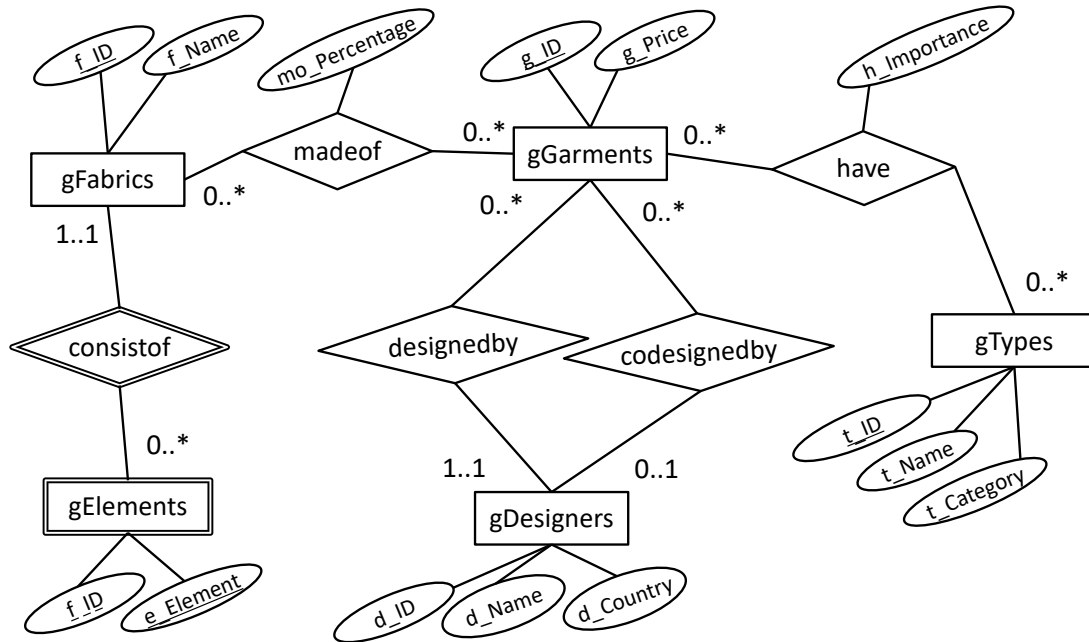 f_ID
f_Name
mo_Percentage
g_ID
g_Price
h_Importance
gFabrics
0..*
madeof
0..*
gGarments
0..*
have
1..1
0..*
0..*
0..*
consistof
designedby
codesignedby
gTypes
0..*
1..1
0..1
t_ID
t_Name
t_Category
gElements
gDesigners
f_ID
e_Element
d_ID
d_Name
d_Country